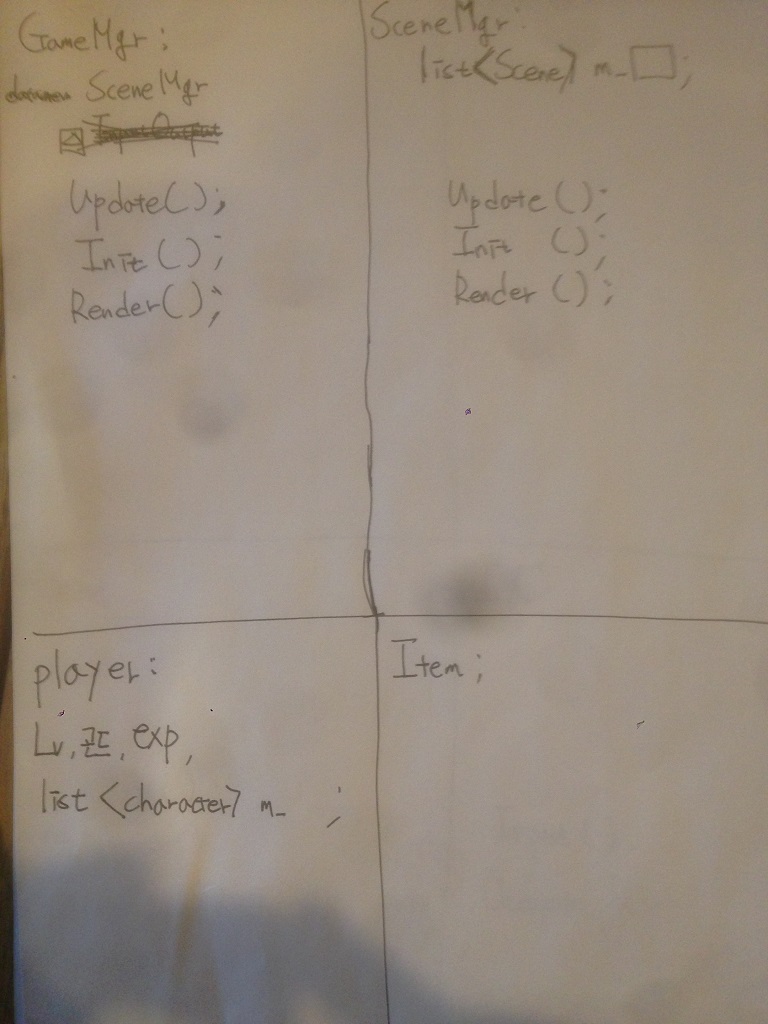 GameMgr:
SceneMgr
Update();
Init();
Render();
SceneMgr:
list<Scene> m_ ;
Update();
Init ();
Render ();
player:
Lv, 골드, exp,
list <character> m_ ;
Item;